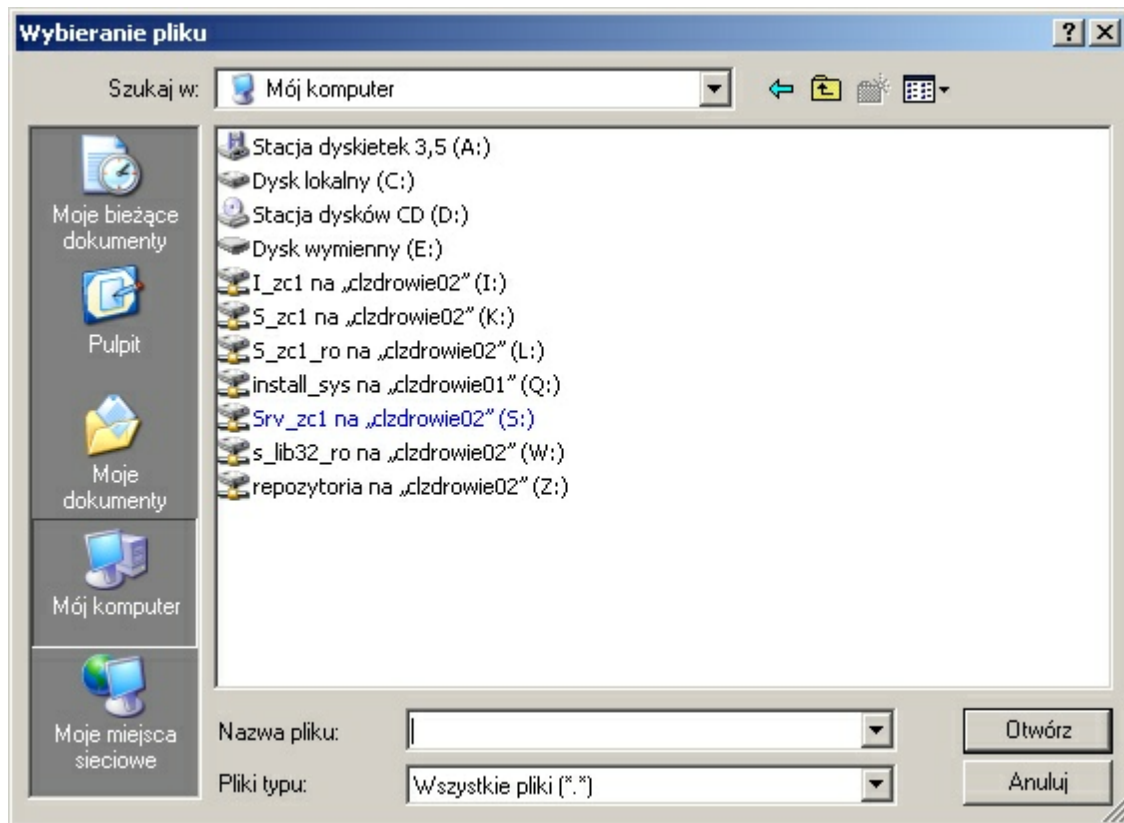 Wybieranie pliku
Szukaj w:
Mój komputer
Moje bieżące
dokumenty
Pulpit
Moje
dokumenty
Mój komputer
Moje miejsca
sieciowe
Stacja dyskietek 3,5 (A:)
Dysk lokalny (C:)
Stacja dysków CD (D:)
Dysk wymienny (E:)
I_zc1 na „clzdrowie02” (I:)
S_zc1 na „clzdrowie02” (K:)
S_zc1_ro na „clzdrowie02” (L:)
install_sys na „clzdrowie01” (Q:)
Srv_zc1 na „clzdrowie02” (S:)
s_lib32_ro na „clzdrowie02” (W:)
repozytoria na „clzdrowie02” (Z:)
Nazwa pliku:
Otwórz
Pliki typu:
Wszystkie pliki (*.*)
Anuluj